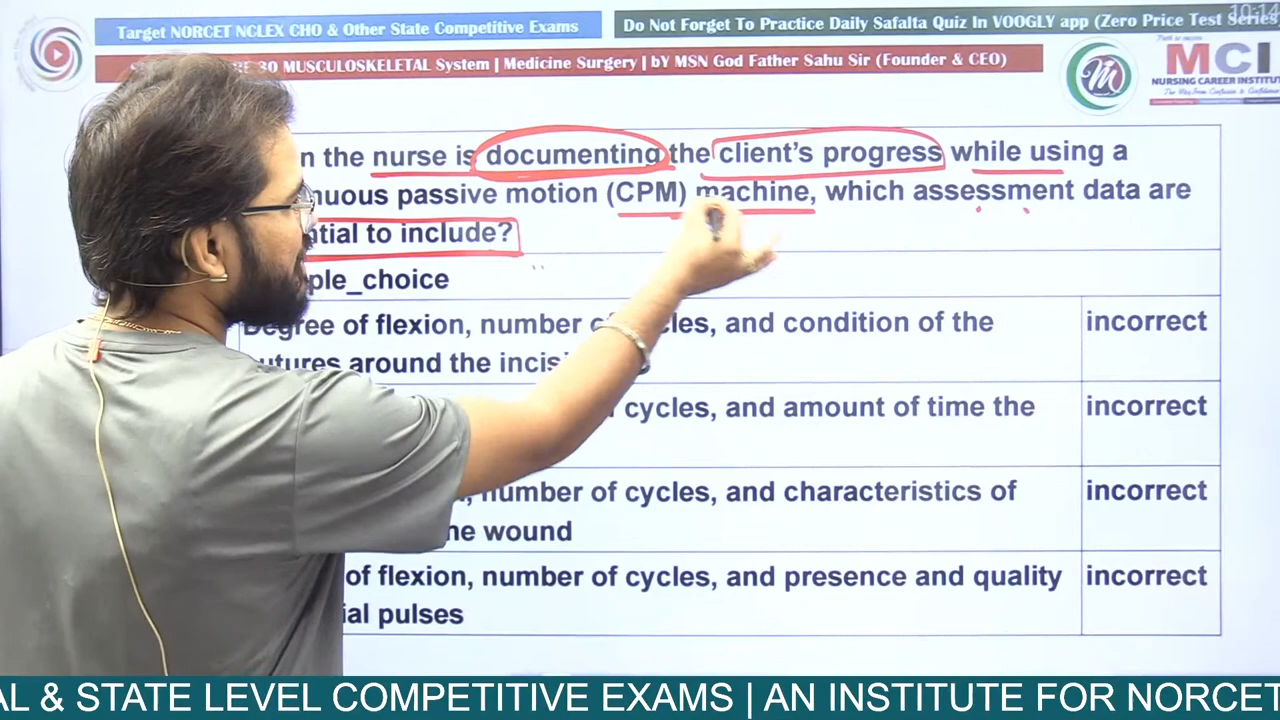 10:14
Target NORCET NCLEX CHO & Other State Competitive Exams
Do Not Forget To Practice Daily Safalta Quiz In VOOGLY app (Zero Price Test Series
30 MUSCULOSKELETAL System | Medicine Surgery | bY MSN God Father Sahu Sir (Founder & CEO)
MCI
NURSING CAREER INSTITUT
n the nurse is documenting the client's progress while using a
nuous passive motion (CPM) machine, which assessment data are
ntial to include?
ple_choice
Degree of flexion, number cles, and condition of the incorrect
utures around the incisi
cycles, and amount of time the incorrect
number of cycles, and characteristics of incorrect
he wound
of flexion, number of cycles, and presence and quality incorrect
ial pulses
AL & STATE LEVEL COMPETITIVE EXAMS | AN INSTITUTE FOR NORCET